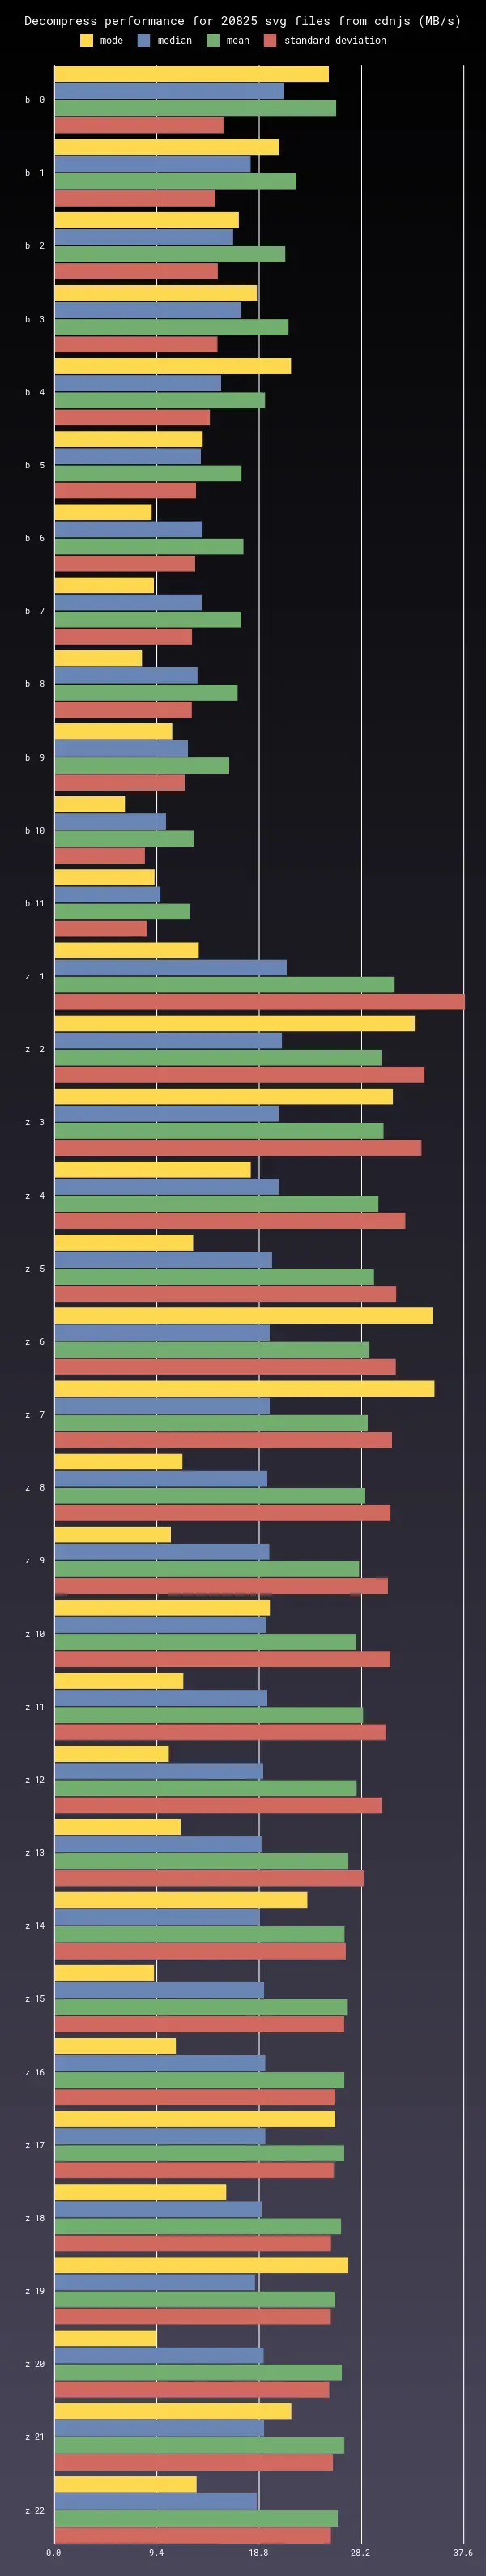 Decompress performance for 20825 svg files from cdnjs (MB/s)
mode median mean standard deviation
b 0
b 1
b 2
b 3
b 4
b 5
b 6
b 7
b 8
b 9
b 10
b 11
z 1
z 2
z 3
z 4
z 5
z 6
z 7
z 8
z 9
z 10
z 11
z 12
z 13
z 14
z 15
z 16
z 17
z 18
z 19
z 20
z 21
z 22
0.0 9.4 18.8 28.2 37.6